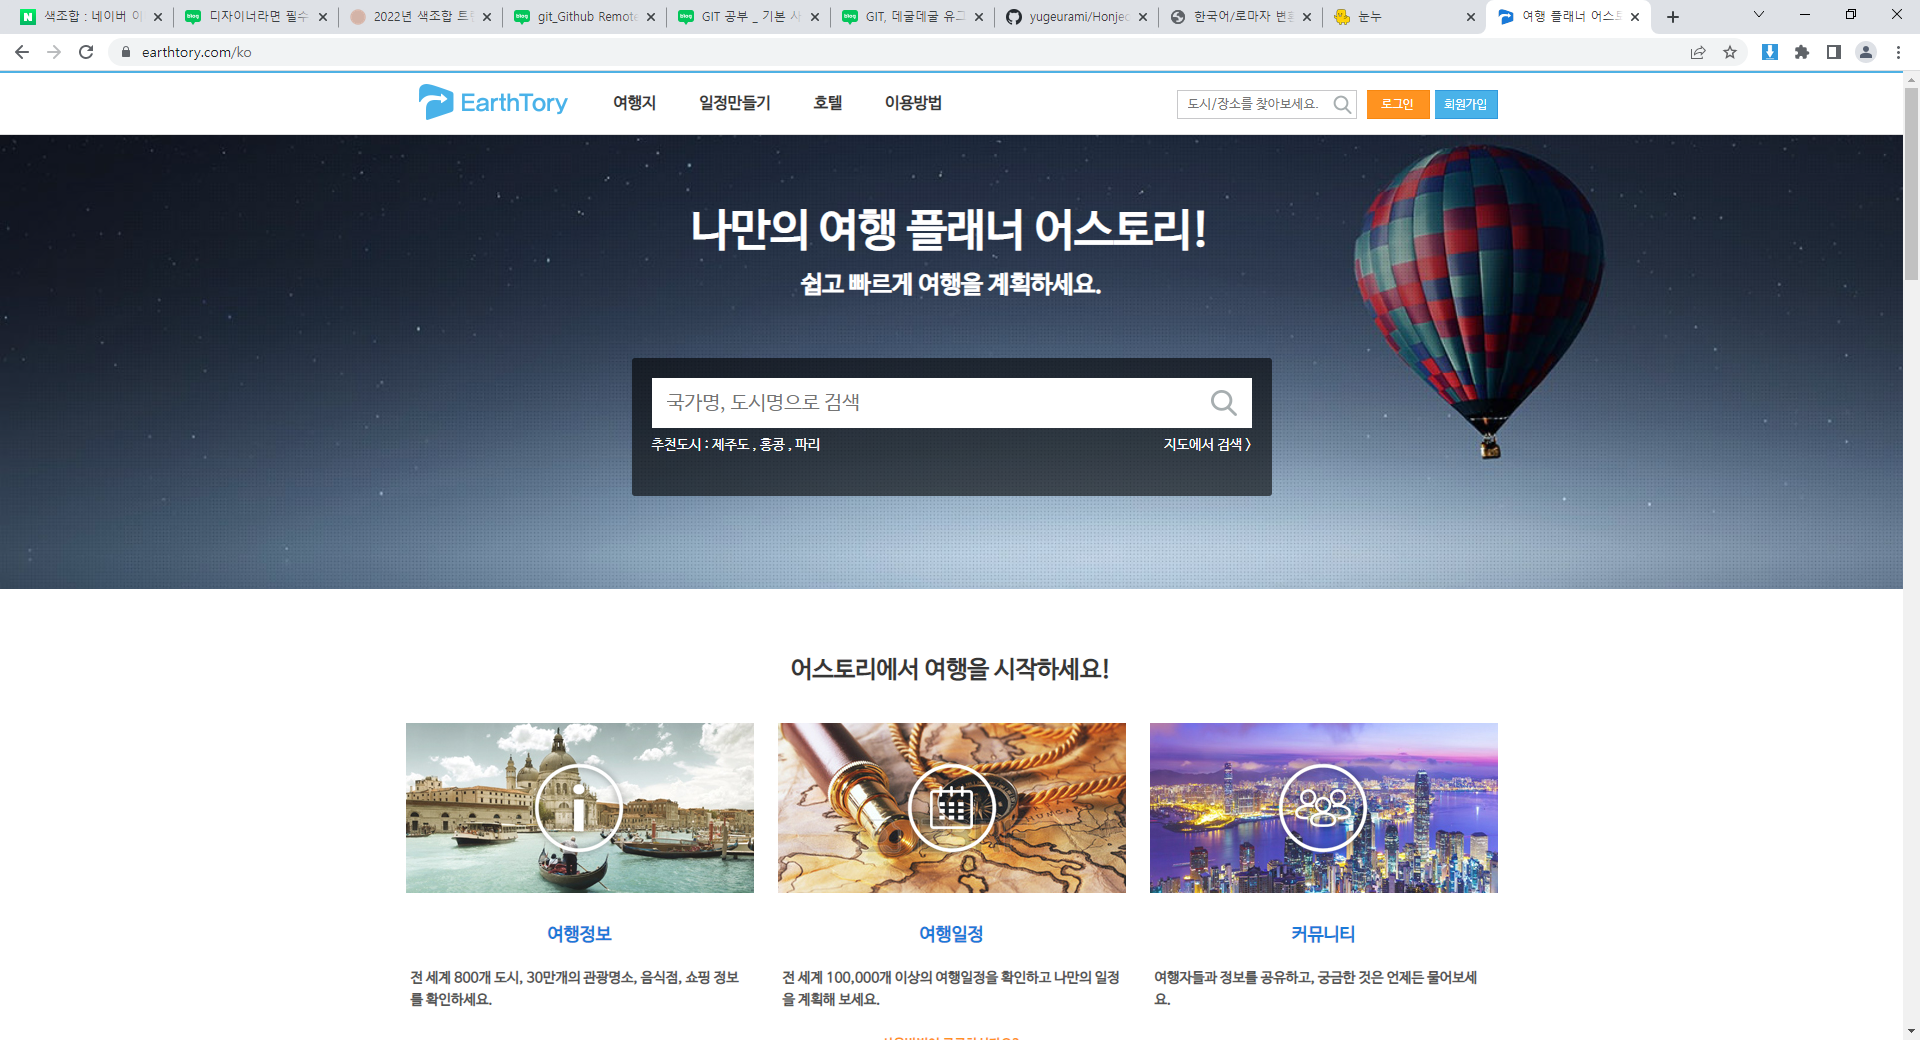 색조합 : 네이버 이
디자이너라면 필수
2022년 색조합 트
git_Github Remote
GIT 공부 _ 기본 사
GIT, 데굴데굴 유그
yugeurami/Honjeo
한국어/로마자 변환
눈누
여행 플래너 어스토
earthtory.com/ko
EarthTory
여행지
일정만들기
호텔
이용방법
도시/장소를 찾아보세요.
로그인
회원가입
나만의 여행 플래너 어스토리!
쉽고 빠르게 여행을 계획하세요.
국가명, 도시명으로 검색
추천도시 : 제주도 , 홍콩 , 파리
지도에서 검색 >
어스토리에서 여행을 시작하세요!
여행정보
전 세계 800개 도시, 30만개의 관광명소, 음식점, 쇼핑 정보
를 확인하세요.
여행일정
전 세계 100,000개 이상의 여행일정을 확인하고 나만의 일정
을 계획해 보세요.
커뮤니티
여행자들과 정보를 공유하고, 궁금한 것은 언제든 물어보세
요.